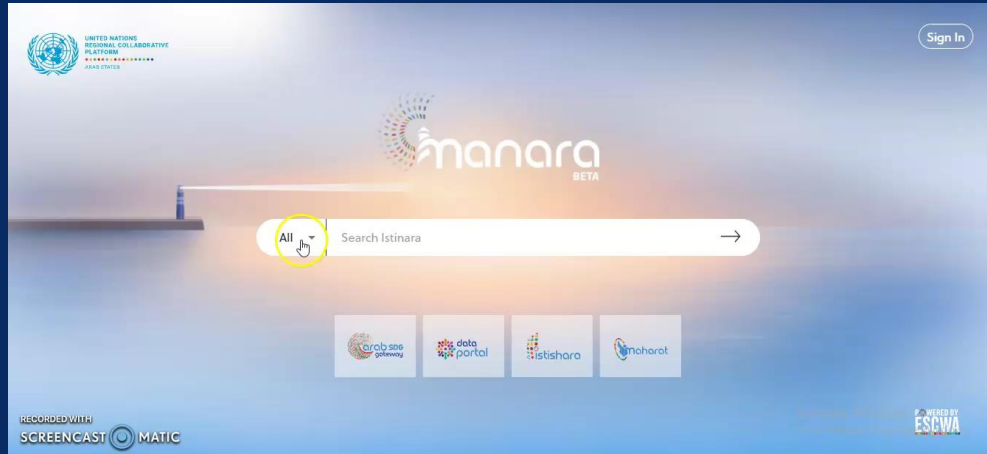 UNITED NATIONS
REGIONAL COLLABORATIVE
PLATFORM
ARAB STATES
Sign In
manara
BETA
All
Search Istinara
arab SDG
gateway
data
portal
istishara
maharat
RECORDED WITH
SCREENCAST MATIC
POWERED BY
ESCWA